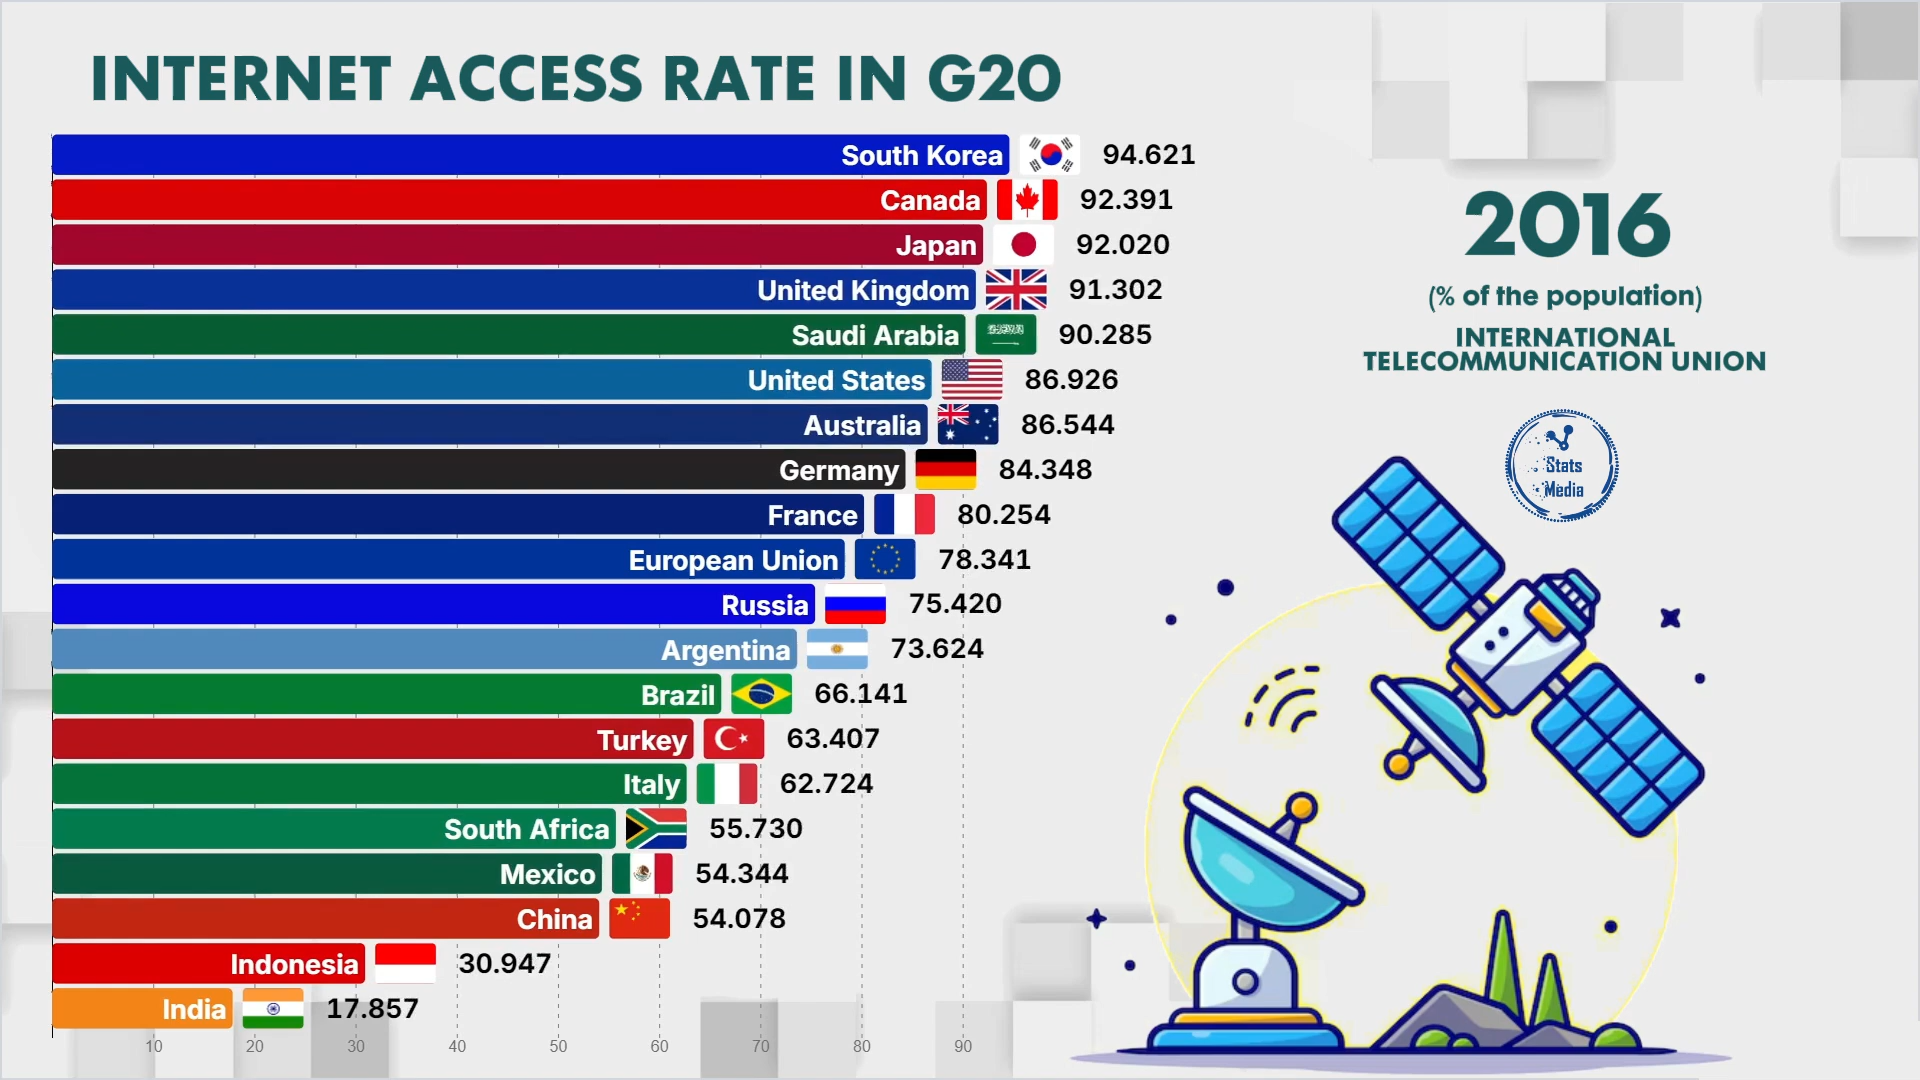 INTERNET ACCESS RATE IN G20
South Korea 94.621
Canada 92.391
Japan 92.020
United Kingdom 91.302
Saudi Arabia 90.285
United States 86.926
Australia 86.544
Germany 84.348
France 80.254
European Union 78.341
Russia 75.420
Argentina 73.624
Brazil 66.141
Turkey 63.407
Italy 62.724
South Africa 55.730
Mexico 54.344
China 54.078
Indonesia 30.947
India 17.857
10 20 30 40 50 60 70 80 90
2016
(% of the population)
INTERNATIONAL
TELECOMMUNICATION UNION
Stats
Media